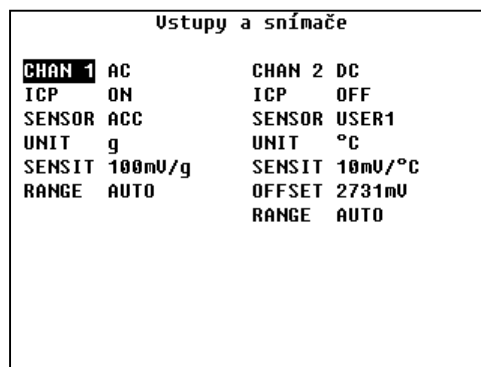 Vstupy a snímače
CHAN 1 AC CHAN 2 DC
ICP ON ICP OFF
SENSOR ACC SENSOR USER1
UNIT g UNIT °C
SENSIT 100mV/g SENSIT 10mV/°C
RANGE AUTO OFFSET 2731mV
RANGE AUTO